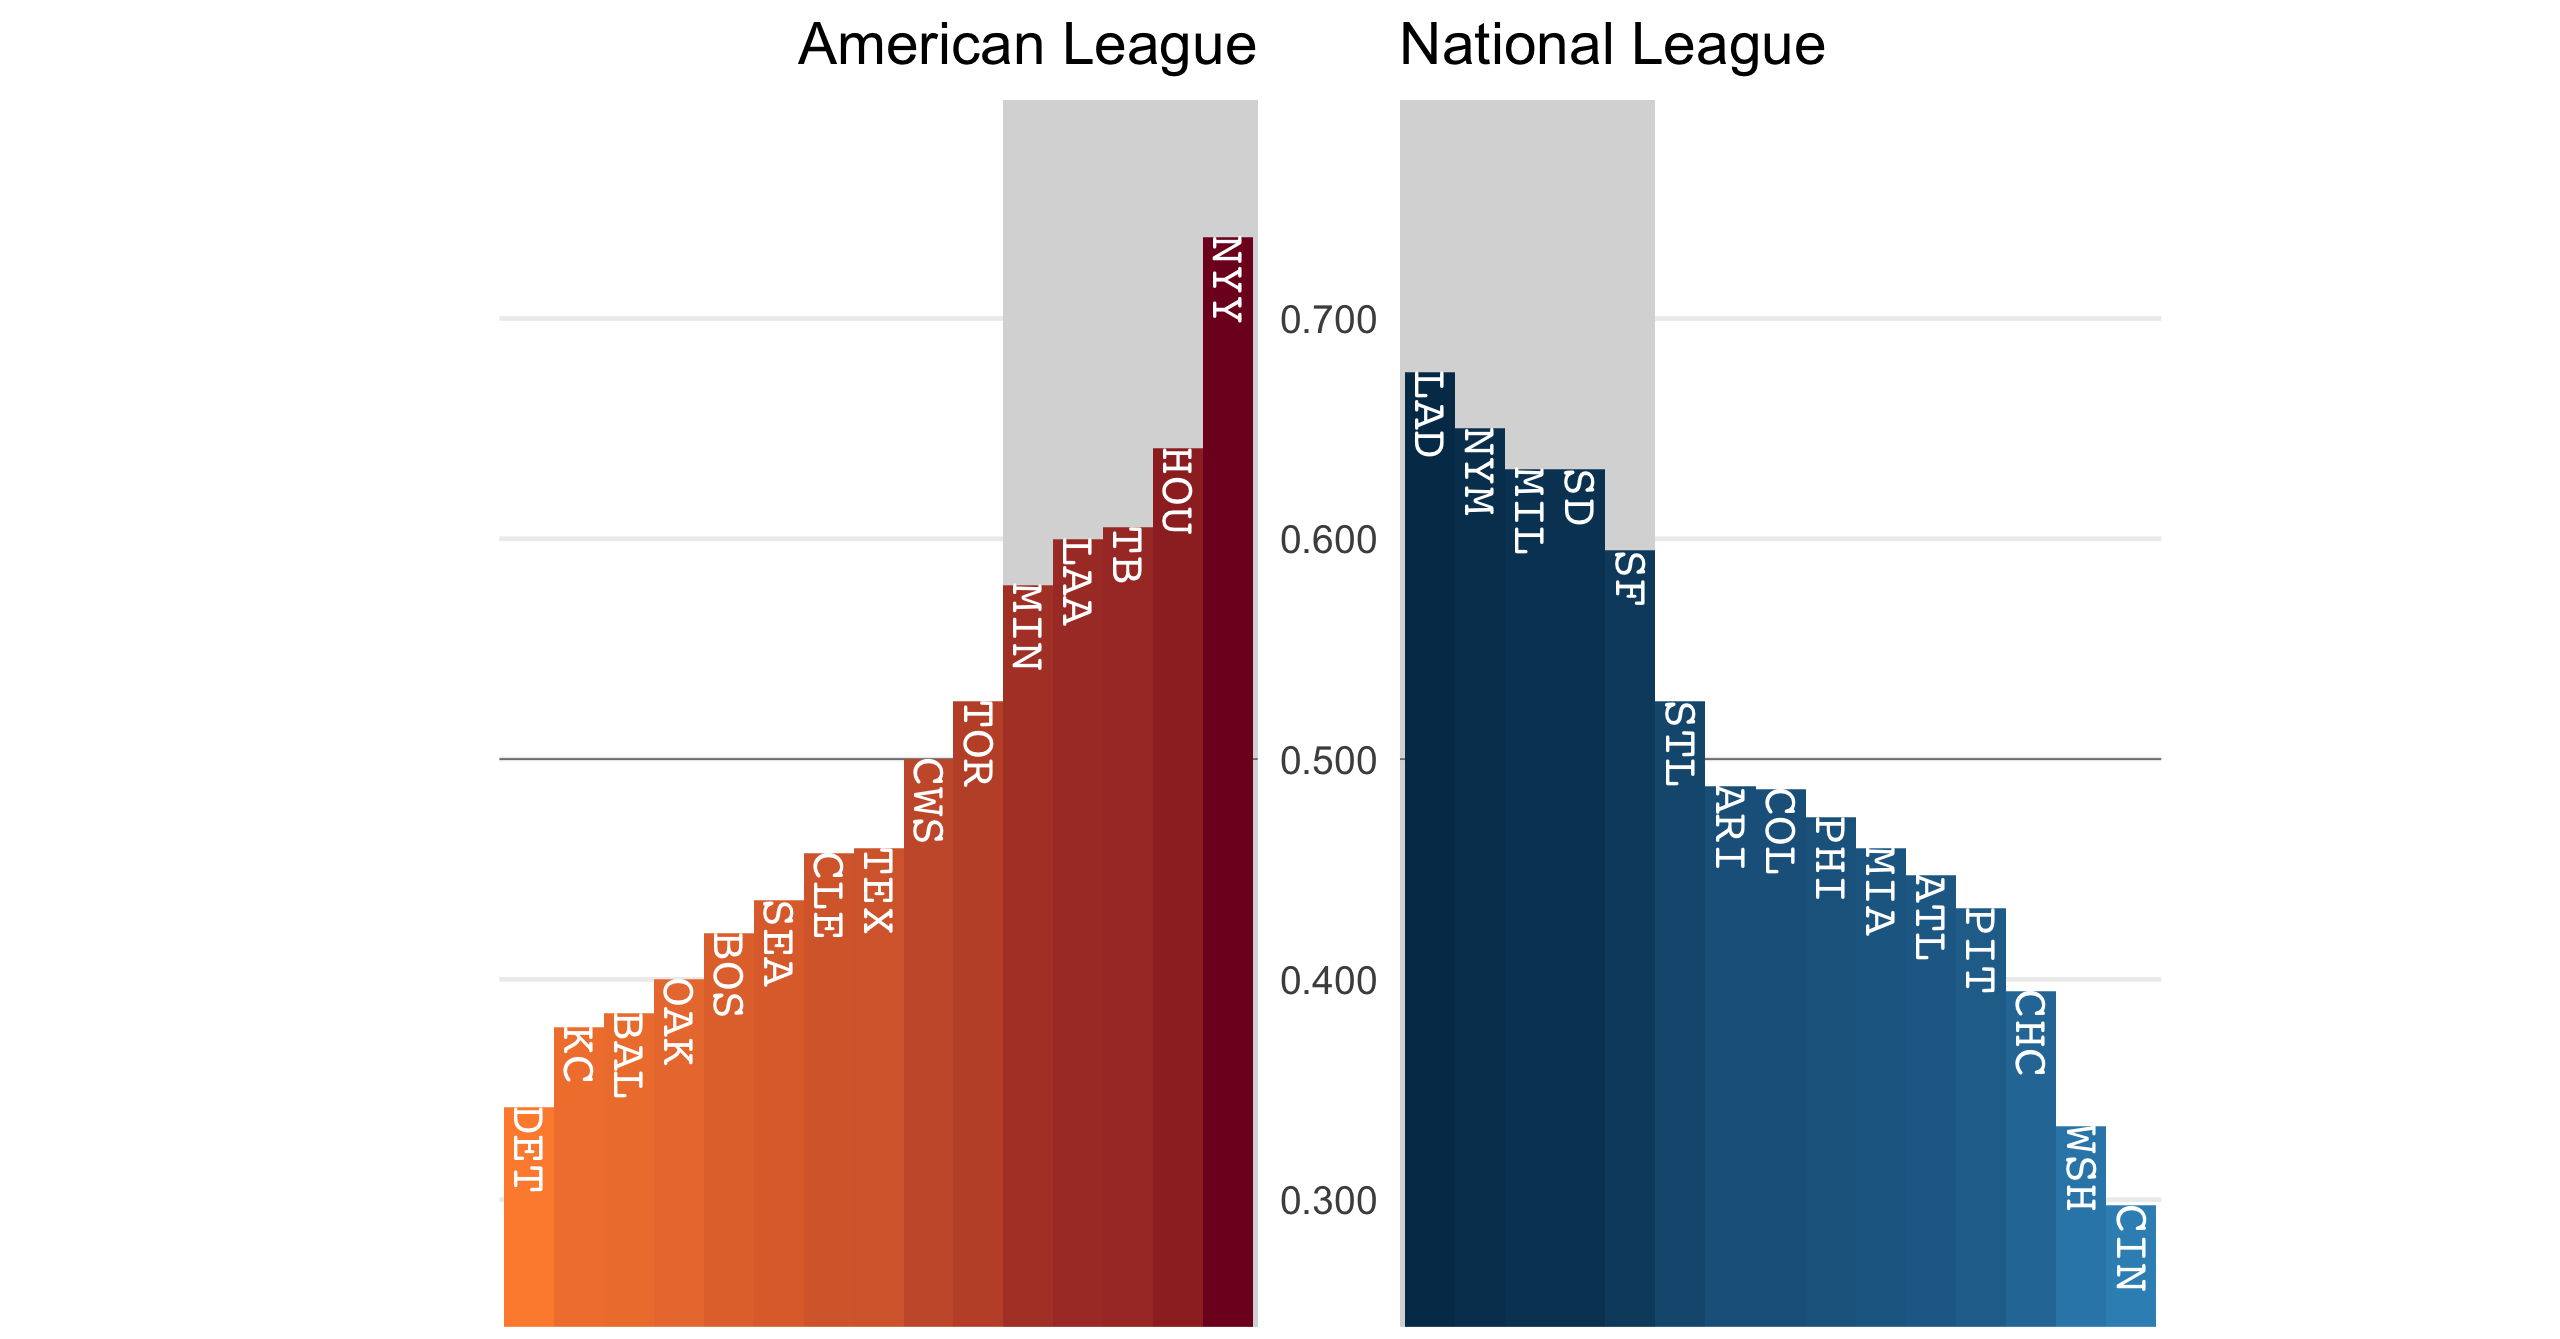 American League
National League
0.700
0.600
0.500
0.400
0.300
DET
KC
BAL
OAK
BOS
SEA
CLE
TEX
CWS
TOR
MIN
LAA
TB
HOU
NYY
LAD
NYM
MIL
SD
SF
STL
ARI
COL
PHI
MIA
ATL
PIT
CHC
WSH
CIN